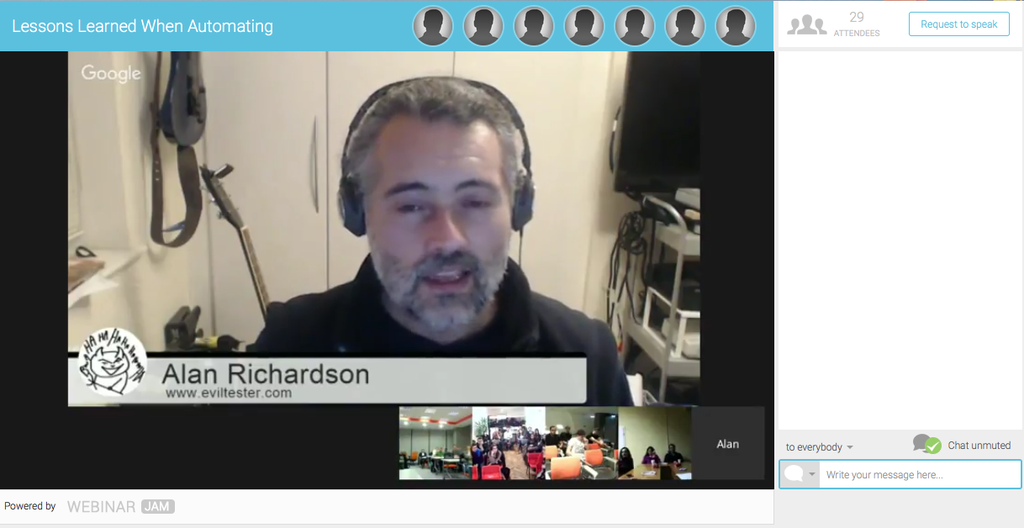 Lessons Learned When Automating
29
ATTENDEES
Request to speak
Google
Alan Richardson
www.eviltester.com
Alan
to everybody
Chat unmuted
Write your message here...
Powered by WEBINAR JAM